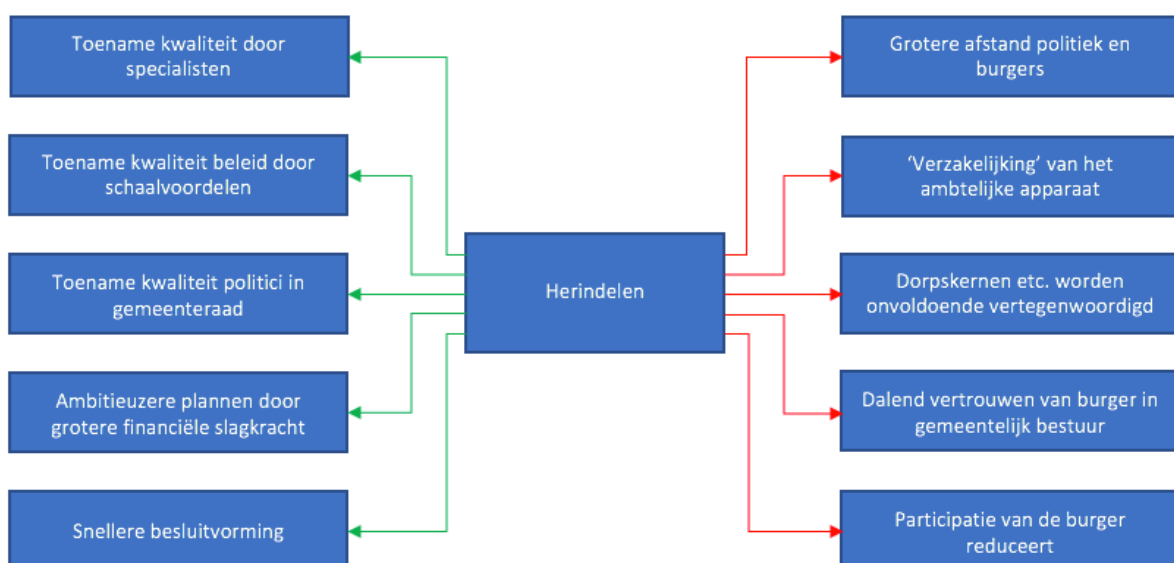 Toename kwaliteit door
specialisten
Toename kwaliteit beleid door
schaalvoordelen
Toename kwaliteit politici in
gemeenteraad
Ambitieuzere plannen door
grotere financiële slagkracht
Snellere besluitvorming
Herindelen
Grotere afstand politiek en
burgers
‘Verzakelijking’ van het
ambtelijke apparaat
Dorpskernen etc. worden
onvoldoende vertegenwoordigd
Dalend vertrouwen van burger in
gemeentelijk bestuur
Participatie van de burger
reduceert